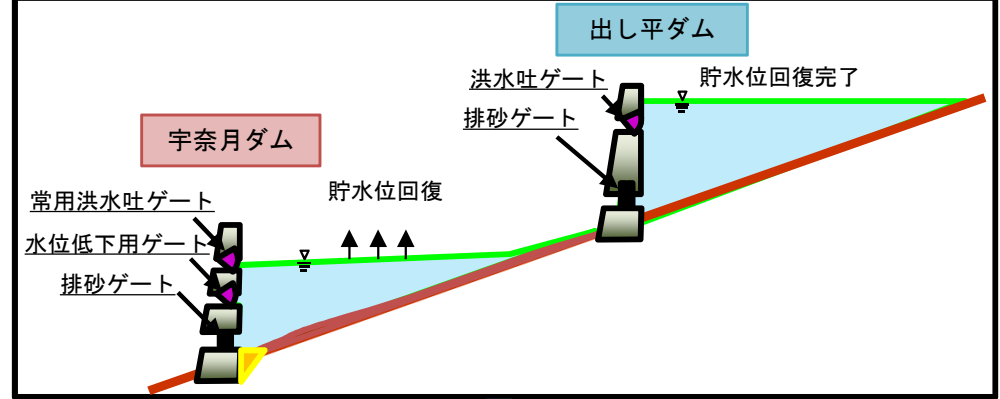 出し平ダム
洪水吐ゲート
貯水位回復完了
排砂ゲート
宇奈月ダム
貯水位回復
常用洪水吐ゲート
水位低下用ゲート
排砂ゲート